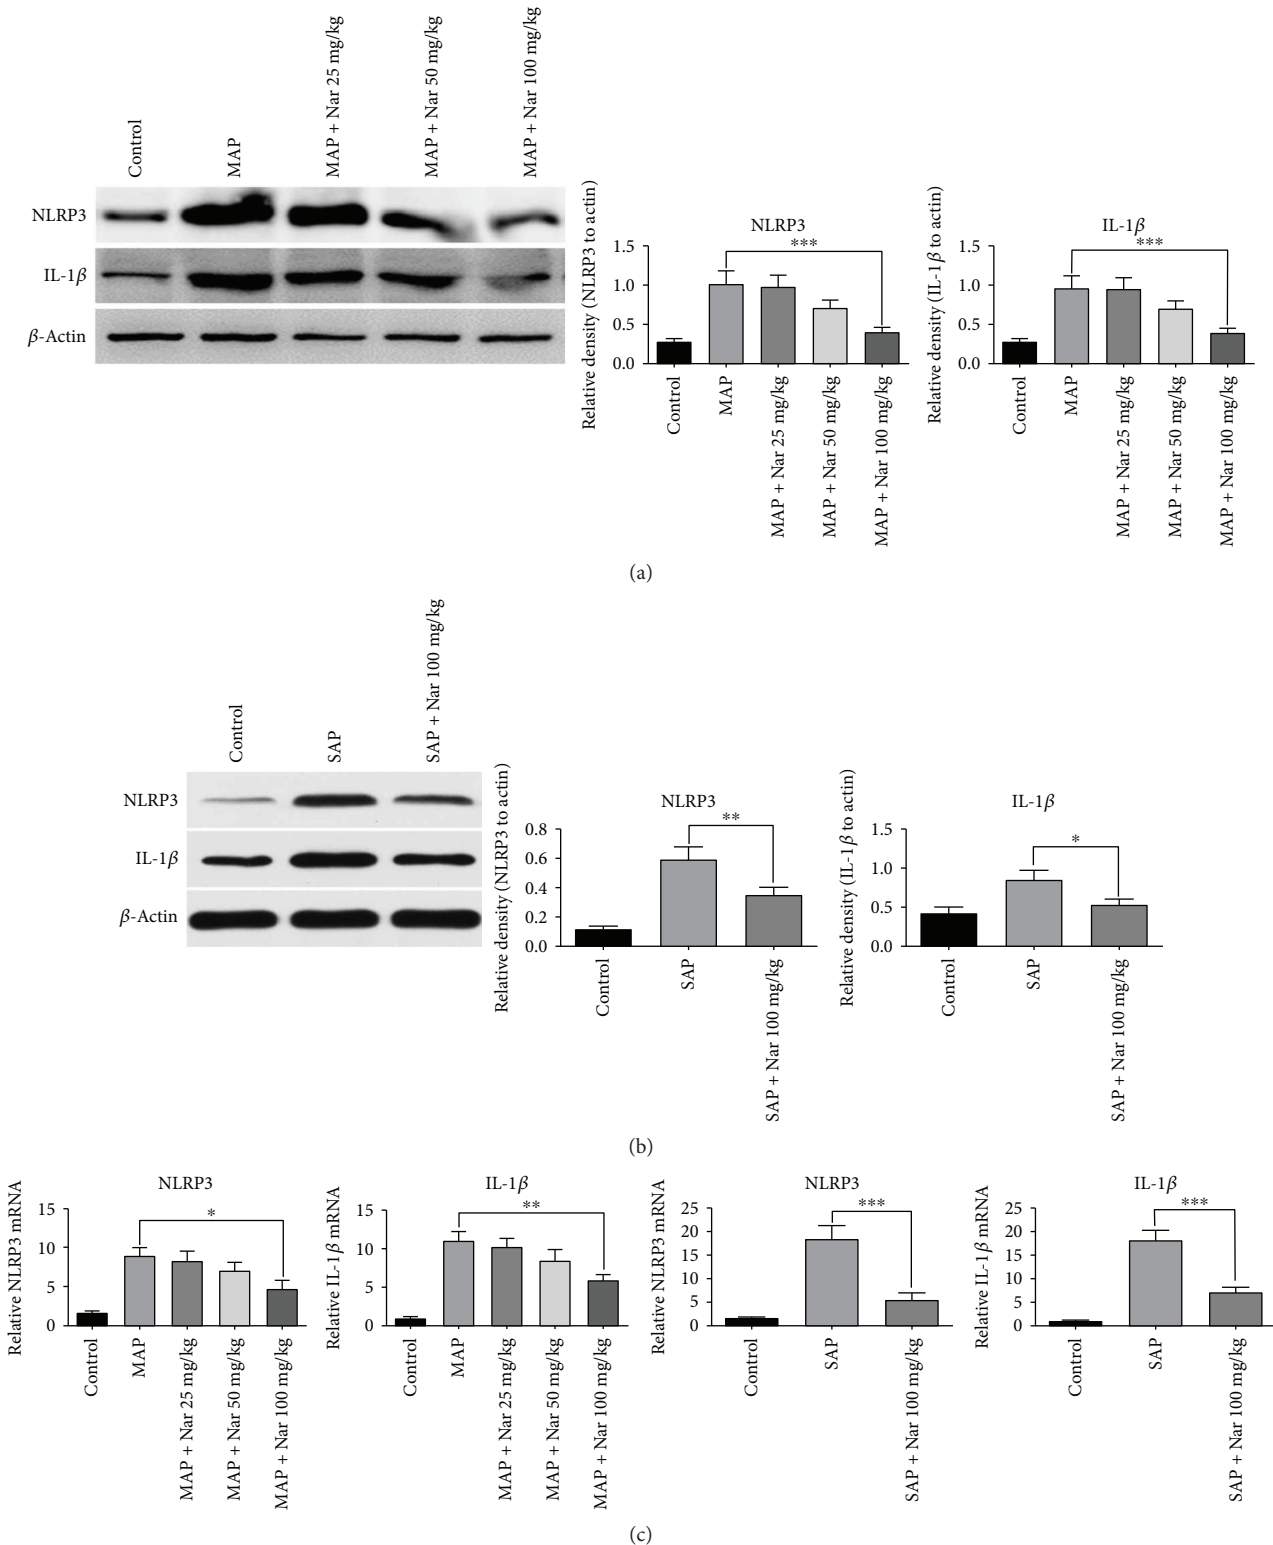 Control
MAP
MAP + Nar 25 mg/kg
MAP + Nar 50 mg/kg
MAP + Nar 100 mg/kg
NLRP3
IL-1β
β-Actin
Relative density (NLRP3 to actin)
NLRP3
***
1.5
1.0
0.5
0.0
Control
MAP
MAP + Nar 25 mg/kg
MAP + Nar 50 mg/kg
MAP + Nar 100 mg/kg
Relative density (IL-1β to actin)
IL-1β
***
1.5
1.0
0.5
0.0
Control
MAP
MAP + Nar 25 mg/kg
MAP + Nar 50 mg/kg
MAP + Nar 100 mg/kg
(a)
Control
SAP
SAP + Nar 100 mg/kg
NLRP3
IL-1β
β-Actin
Relative density (NLRP3 to actin)
NLRP3
**
0.8
0.6
0.4
0.2
0.0
Control
SAP
SAP + Nar 100 mg/kg
Relative density (IL-1β to actin)
IL-1β
*
1.5
1.0
0.5
0.0
Control
SAP
SAP + Nar 100 mg/kg
(b)
Relative NLRP3 mRNA
NLRP3
*
15
10
5
0
Control
MAP
MAP + Nar 25 mg/kg
MAP + Nar 50 mg/kg
MAP + Nar 100 mg/kg
Relative IL-1β mRNA
IL-1β
**
15
10
5
0
Control
MAP
MAP + Nar 25 mg/kg
MAP + Nar 50 mg/kg
MAP + Nar 100 mg/kg
Relative NLRP3 mRNA
NLRP3
***
25
20
15
10
5
0
Control
SAP
SAP + Nar 100 mg/kg
Relative IL-1β mRNA
IL-1β
***
25
20
15
10
5
0
Control
SAP
SAP + Nar 100 mg/kg
(c)